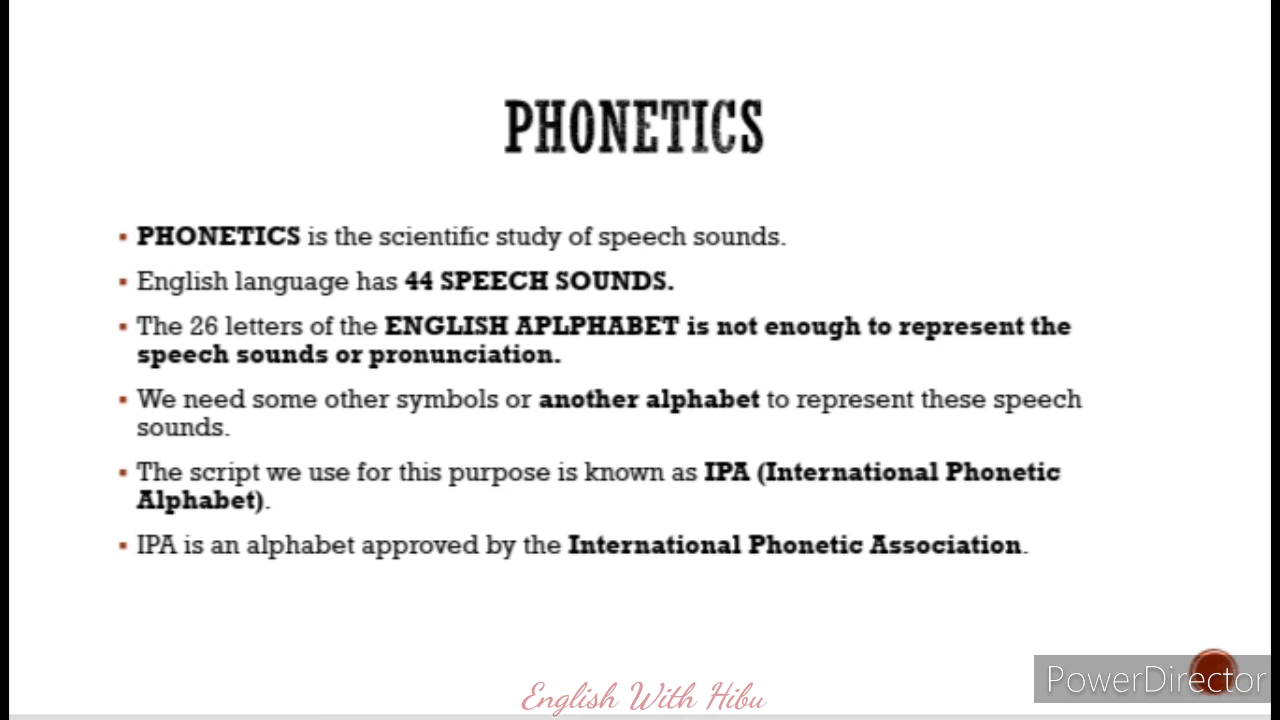 PHONETICS
▪ PHONETICS is the scientific study of speech sounds.
▪ English language has 44 SPEECH SOUNDS.
▪ The 26 letters of the ENGLISH APLPHABET is not enough to represent the
speech sounds or pronunciation.
▪ We need some other symbols or another alphabet to represent these speech
sounds.
▪ The script we use for this purpose is known as IPA (International Phonetic
Alphabet).
▪ IPA is an alphabet approved by the International Phonetic Association.
PowerDirector
English With Hibu